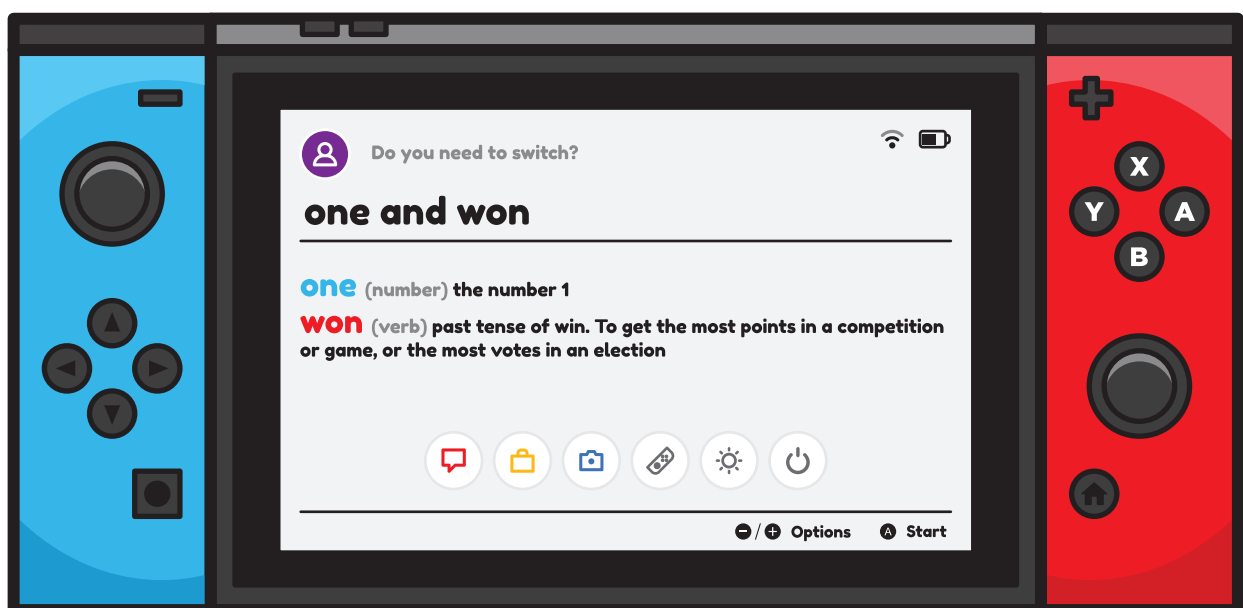 Do you need to switch?
one and won
one (number) the number 1
won (verb) past tense of win. To get the most points in a competition
or game, or the most votes in an election
X
Y A
B
Options A Start